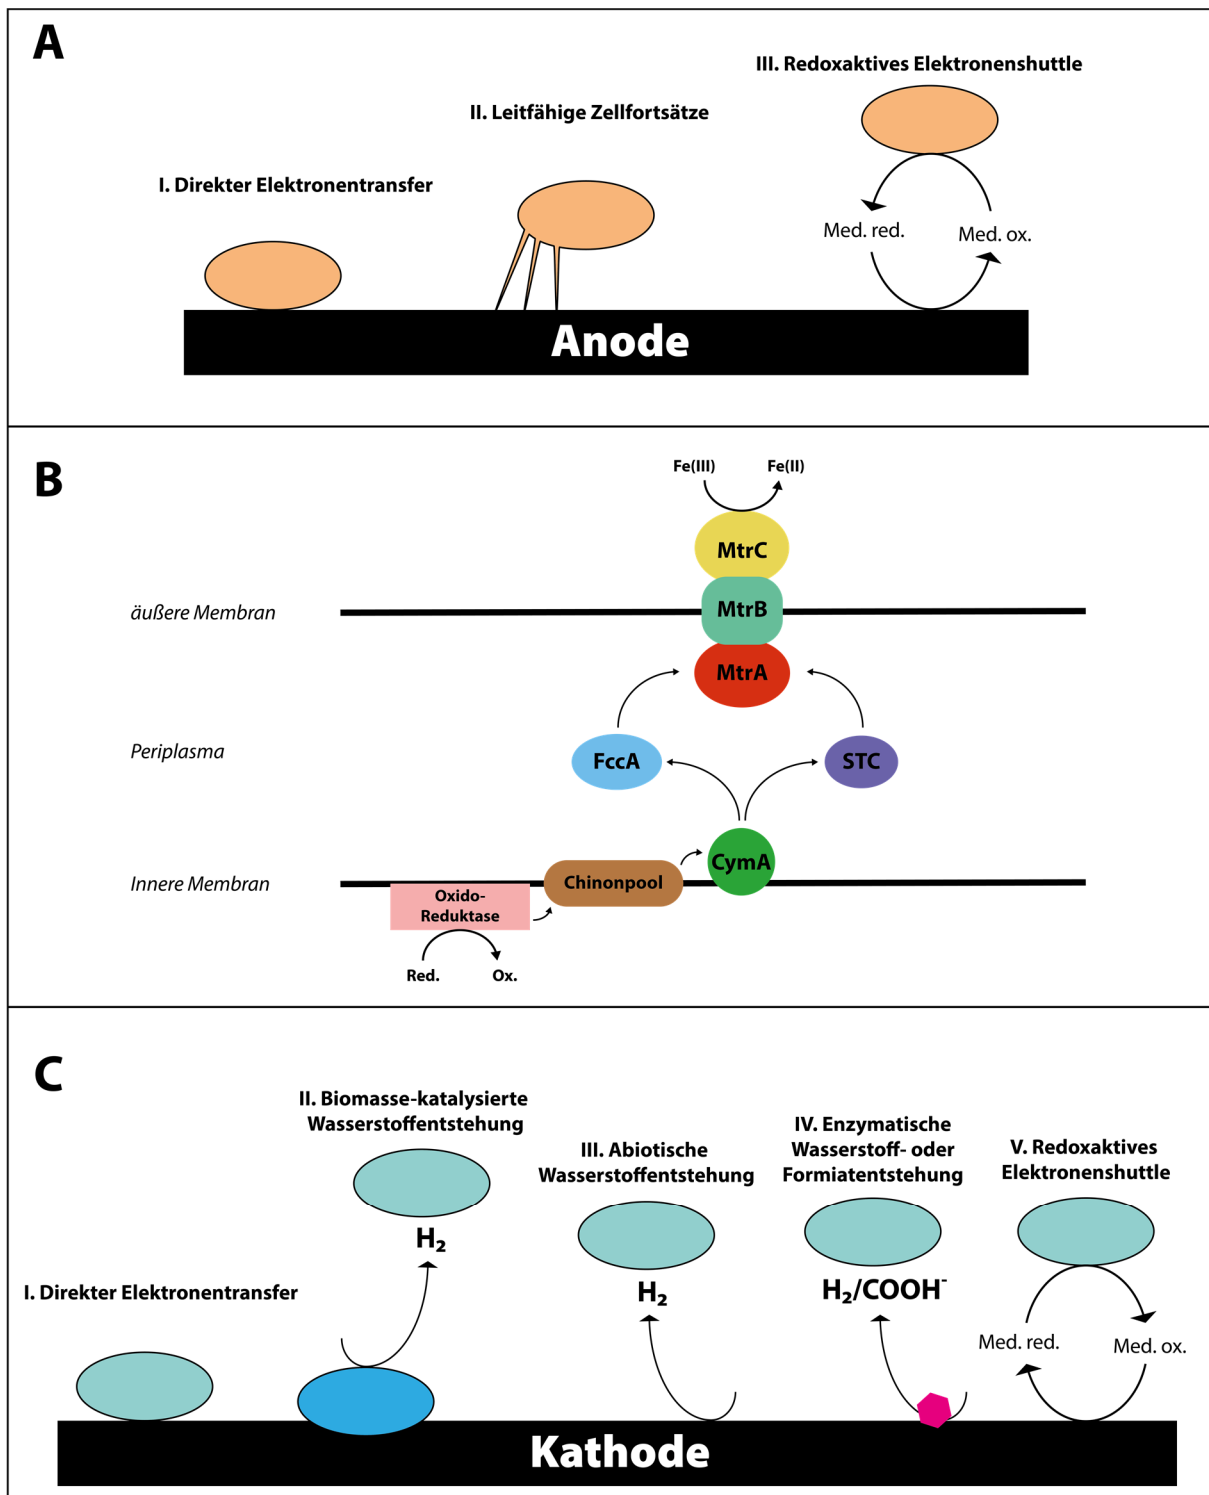 A
III. Redoxaktives Elektronenshuttle
II. Leitfähige Zellfortsätze
I. Direkter Elektronentransfer
Med. red.
Med. ox.
Anode
B
Fe(III)
Fe(II)
MtrC
äußere Membran
MtrB
MtrA
Periplasma
FccA
STC
Innere Membran
Chinonpool
CymA
Oxido-
Reduktase
Red.
Ox.
C
II. Biomasse-katalysierte
Wasserstoffentstehung
III. Abiotische
Wasserstoffentstehung
IV. Enzymatische
Wasserstoff- oder
Formiatentstehung
V. Redoxaktives
Elektronenshuttle
H₂
I. Direkter Elektronentransfer
H₂
H₂/COOH⁻
Med. red.
Med. ox.
Kathode